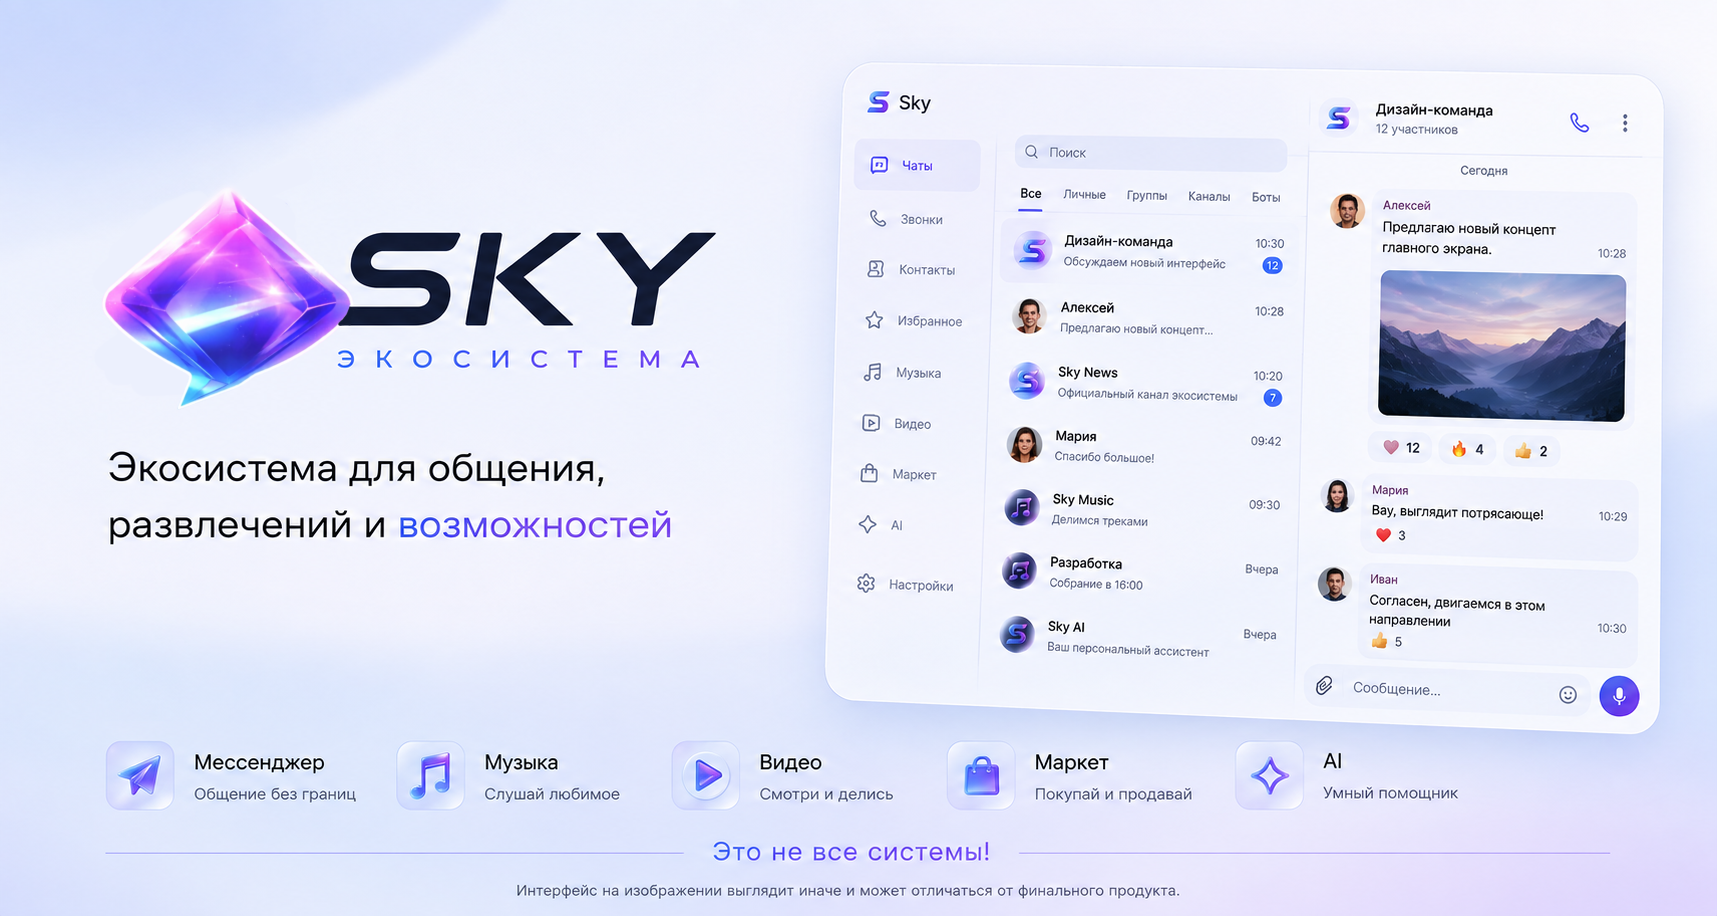 SKY
ЭКОСИСТЕМА
Экосистема для общения,
развлечений и возможностей
Sky
Чаты
Звонки
Контакты
Избранное
Музыка
Видео
Маркет
AI
Настройки
Поиск
Все Личные Группы Каналы Боты
Дизайн-команда 10:30
Обсуждаем новый интерфейс 12
Алексей 10:28
Предлагаю новый концепт...
Sky News 10:20
Официальный канал экосистемы 7
Мария 09:42
Спасибо большое!
Sky Music 09:30
Делимся треками
Разработка Вчера
Собрание в 16:00
Sky AI Вчера
Ваш персональный ассистент
Дизайн-команда
12 участников
Сегодня
Алексей
Предлагаю новый концепт
главного экрана. 10:28
12 4 2
Мария
Вау, выглядит потрясающе! 10:29
3
Иван
Согласен, двигаемся в этом
направлении 10:30
5
Сообщение...
Мессенджер
Общение без границ
Музыка
Слушай любимое
Видео
Смотри и делись
Маркет
Покупай и продавай
AI
Умный помощник
Это не все системы!
Интерфейс на изображении выглядит иначе и может отличаться от финального продукта.